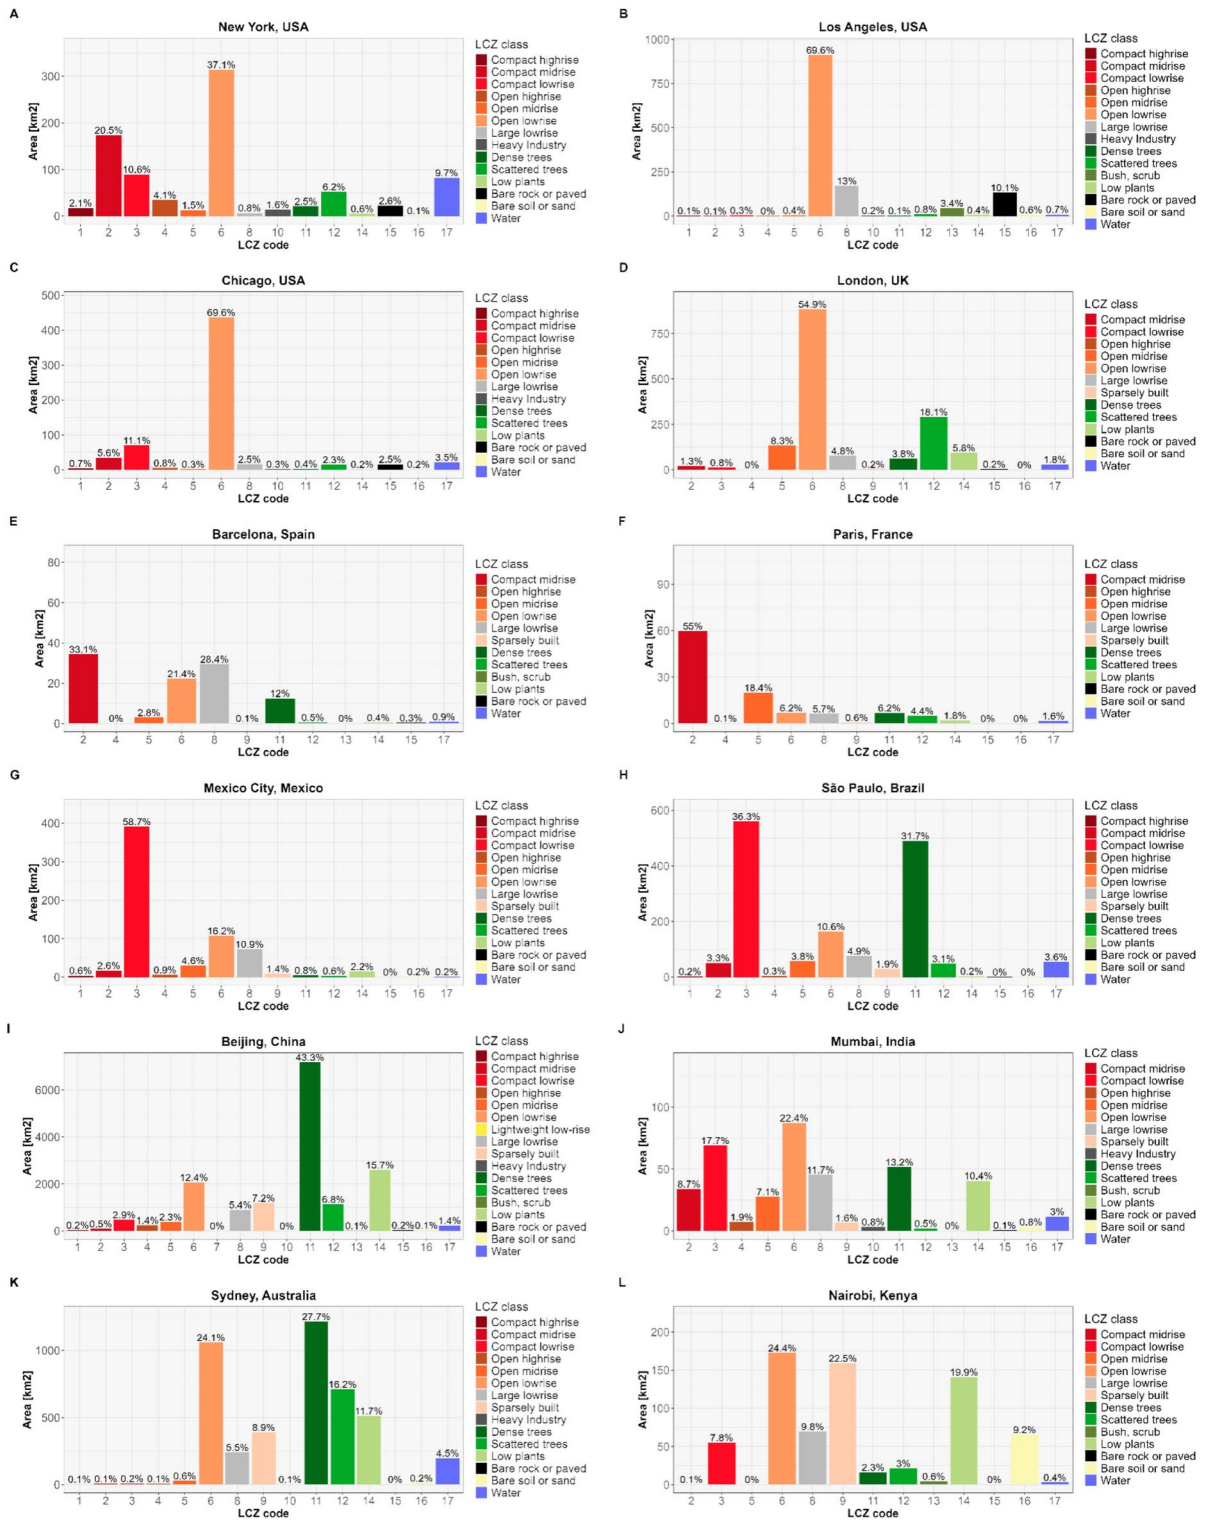 A
New York, USA
Area [km2]
300
200
100
0
2.1%
20.5%
10.6%
4.1%
1.5%
37.1%
0.8%
1.6%
2.5%
6.2%
0.6%
2.6%
0.1%
9.7%
1 2 3 4 5 6 8 10 11 12 14 15 16 17
LCZ code
LCZ class
Compact highrise
Compact midrise
Compact lowrise
Open highrise
Open midrise
Open lowrise
Large lowrise
Heavy Industry
Dense trees
Scattered trees
Low plants
Bare rock or paved
Bare soil or sand
Water
B
Los Angeles, USA
Area [km2]
1000
750
500
250
0
0.1%
0.1%
0.3%
0%
0.4%
69.6%
13%
0.2%
0.1%
0.8%
3.4%
0.4%
10.1%
0.6%
0.7%
1 2 3 4 5 6 8 10 11 12 13 14 15 16 17
LCZ code
LCZ class
Compact highrise
Compact midrise
Compact lowrise
Open highrise
Open midrise
Open lowrise
Large lowrise
Heavy Industry
Dense trees
Scattered trees
Bush, scrub
Low plants
Bare rock or paved
Bare soil or sand
Water
C
Chicago, USA
Area [km2]
500
400
300
200
100
0
0.7%
5.6%
11.1%
0.8%
0.3%
69.6%
2.5%
0.3%
0.4%
2.3%
0.2%
2.5%
0.2%
3.5%
1 2 3 4 5 6 8 10 11 12 14 15 16 17
LCZ code
LCZ class
Compact highrise
Compact midrise
Compact lowrise
Open highrise
Open midrise
Open lowrise
Large lowrise
Heavy Industry
Dense trees
Scattered trees
Low plants
Bare rock or paved
Bare soil or sand
Water
D
London, UK
Area [km2]
750
500
250
0
1.3%
0.8%
0%
8.3%
54.9%
4.8%
0.2%
3.8%
18.1%
5.8%
0.2%
0%
1.8%
2 3 4 5 6 8 9 11 12 14 15 16 17
LCZ code
LCZ class
Compact midrise
Compact lowrise
Open highrise
Open midrise
Open lowrise
Large lowrise
Sparsely built
Dense trees
Scattered trees
Low plants
Bare rock or paved
Bare soil or sand
Water
E
Barcelona, Spain
Area [km2]
80
60
40
20
0
33.1%
0%
2.8%
21.4%
28.4%
0.1%
12%
0.5%
0%
0.4%
0.3%
0.9%
2 4 5 6 8 9 11 12 13 14 15 17
LCZ code
LCZ class
Compact midrise
Open highrise
Open midrise
Open lowrise
Large lowrise
Sparsely built
Dense trees
Scattered trees
Bush, scrub
Low plants
Bare rock or paved
Water
F
Paris, France
Area [km2]
90
60
30
0
55%
0.1%
18.4%
6.2%
5.7%
0.6%
6.2%
4.4%
1.8%
0%
0%
1.6%
2 4 5 6 8 9 11 12 14 15 16 17
LCZ code
LCZ class
Compact midrise
Open highrise
Open midrise
Open lowrise
Large lowrise
Sparsely built
Dense trees
Scattered trees
Low plants
Bare rock or paved
Bare soil or sand
Water
G
Mexico City, Mexico
Area [km2]
400
300
200
100
0
0.6%
2.6%
58.7%
0.9%
4.6%
16.2%
10.9%
1.4%
0.8%
0.6%
2.2%
0%
0.2%
0.2%
1 2 3 4 5 6 8 9 11 12 14 15 16 17
LCZ code
LCZ class
Compact highrise
Compact midrise
Compact lowrise
Open highrise
Open midrise
Open lowrise
Large lowrise
Sparsely built
Dense trees
Scattered trees
Low plants
Bare rock or paved
Bare soil or sand
Water
H
São Paulo, Brazil
Area [km2]
600
400
200
0
0.2%
3.3%
36.3%
0.3%
3.8%
10.6%
4.9%
1.9%
31.7%
3.1%
0.2%
0%
0%
3.6%
1 2 3 4 5 6 8 9 11 12 14 15 16 17
LCZ code
LCZ class
Compact highrise
Compact midrise
Compact lowrise
Open highrise
Open midrise
Open lowrise
Large lowrise
Sparsely built
Dense trees
Scattered trees
Low plants
Bare rock or paved
Bare soil or sand
Water
I
Beijing, China
Area [km2]
6000
4000
2000
0
0.2%
0.5%
2.9%
1.4%
2.3%
12.4%
0%
5.4%
7.2%
0%
43.3%
6.8%
0.1%
15.7%
0.2%
0.1%
1.4%
1 2 3 4 5 6 7 8 9 10 11 12 13 14 15 16 17
LCZ code
LCZ class
Compact highrise
Compact midrise
Compact lowrise
Open highrise
Open midrise
Open lowrise
Lightweight low-rise
Large lowrise
Sparsely built
Heavy Industry
Dense trees
Scattered trees
Bush, scrub
Low plants
Bare rock or paved
Bare soil or sand
Water
J
Mumbai, India
Area [km2]
100
50
0
8.7%
17.7%
1.9%
7.1%
22.4%
11.7%
1.6%
0.8%
13.2%
0.5%
0%
10.4%
0.1%
0.8%
3%
2 3 4 5 6 8 9 10 11 12 13 14 15 16 17
LCZ code
LCZ class
Compact midrise
Compact lowrise
Open highrise
Open midrise
Open lowrise
Large lowrise
Sparsely built
Heavy Industry
Dense trees
Scattered trees
Bush, scrub
Low plants
Bare rock or paved
Bare soil or sand
Water
K
Sydney, Australia
Area [km2]
1000
500
0
0.1%
0.1%
0.2%
0.1%
0.6%
24.1%
5.5%
8.9%
0.1%
27.7%
16.2%
11.7%
0%
0.2%
4.5%
1 2 3 4 5 6 8 9 10 11 12 14 15 16 17
LCZ code
LCZ class
Compact highrise
Compact midrise
Compact lowrise
Open highrise
Open midrise
Open lowrise
Large lowrise
Sparsely built
Heavy Industry
Dense trees
Scattered trees
Low plants
Bare rock or paved
Bare soil or sand
Water
L
Nairobi, Kenya
Area [km2]
200
150
100
50
0
0.1%
7.8%
0%
24.4%
9.8%
22.5%
2.3%
3%
0.6%
19.9%
0%
9.2%
0.4%
2 3 5 6 8 9 11 12 13 14 15 16 17
LCZ code
LCZ class
Compact midrise
Compact lowrise
Open midrise
Open lowrise
Large lowrise
Sparsely built
Dense trees
Scattered trees
Bush, scrub
Low plants
Bare rock or paved
Bare soil or sand
Water